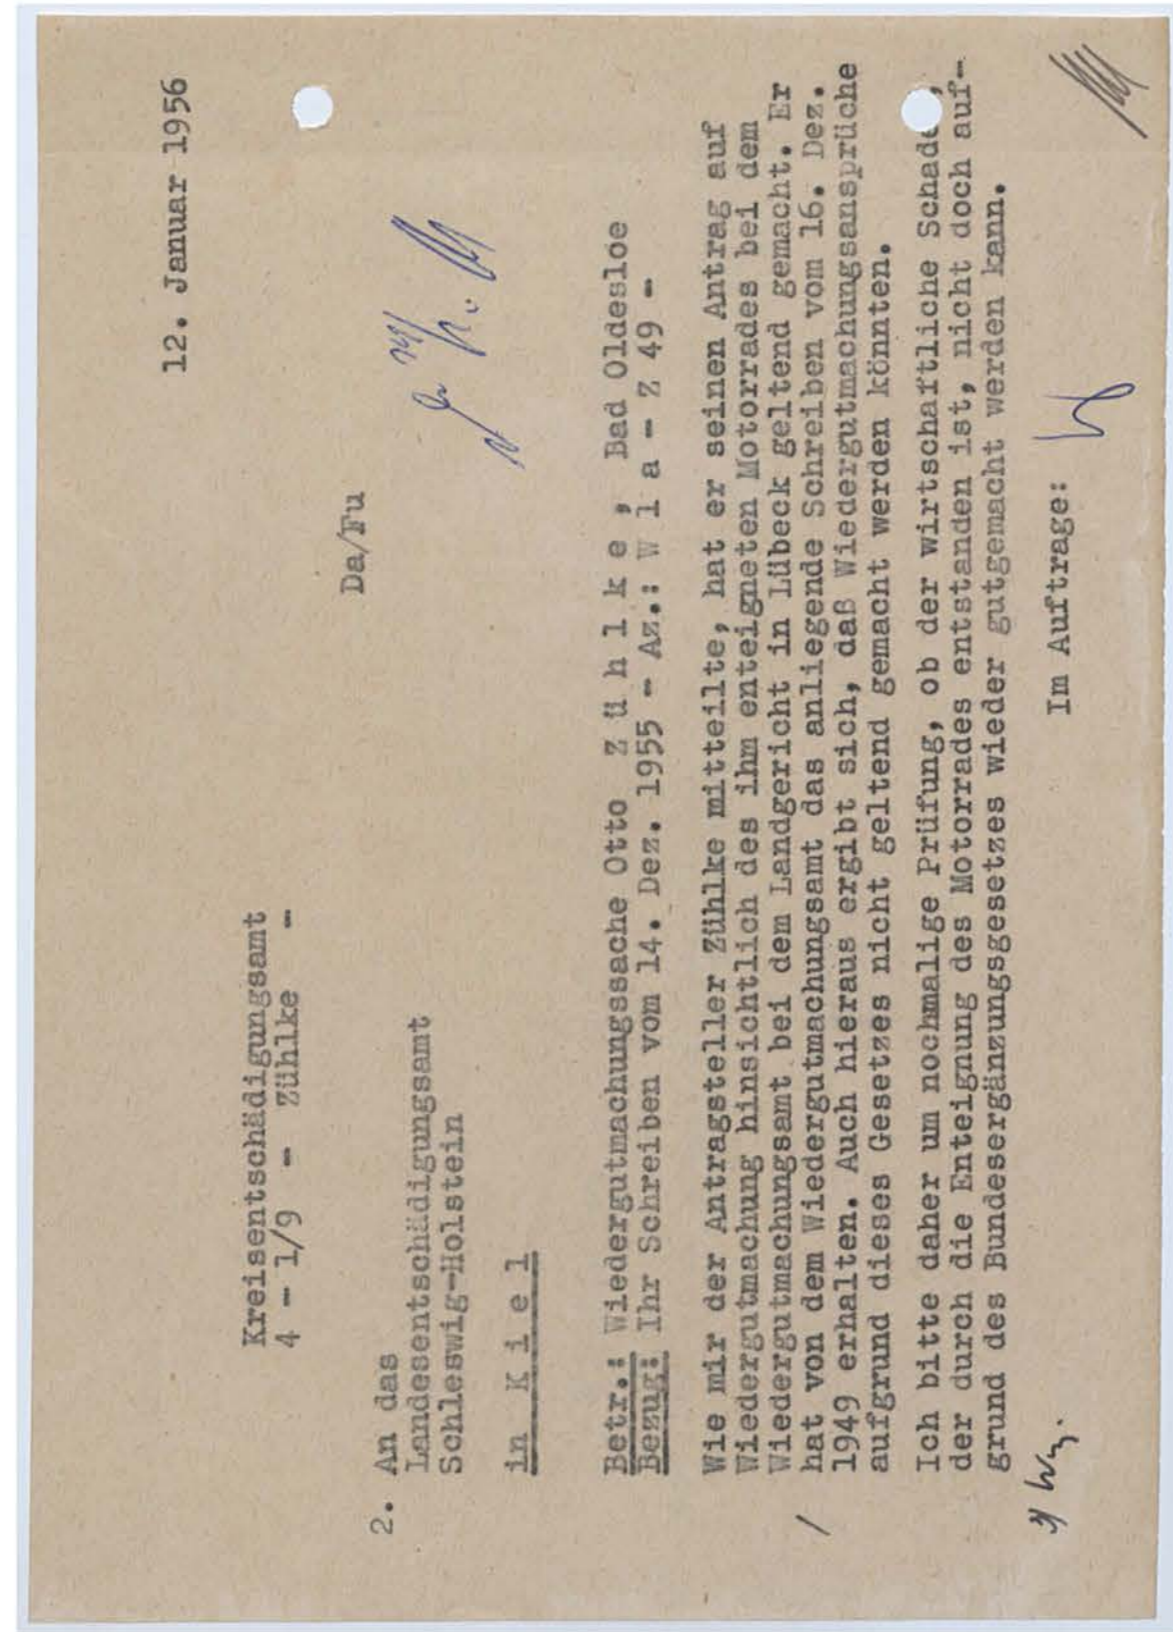 12. Januar 1956
Kreisentschädigungsamt
4 - 1/9 - Zühlke -
Da/Fu
2. An das
Landesentschädigungsamt
Schleswig-Holstein
in K i e l
Betr.: Wiedergutmachungssache Otto Z ü h l k e , Bad Oldesloe
Bezug: Ihr Schreiben vom 14. Dez. 1955 - Az.: W 1 a - Z 49 -
Wie mir der Antragsteller Zühlke mitteilte, hat er seinen Antrag auf
Wiedergutmachung hinsichtlich des ihm enteigneten Motorrades bei dem
Wiedergutmachungsamt bei dem Landgericht in Lübeck geltend gemacht. Er
/ hat von dem Wiedergutmachungsamt das anliegende Schreiben vom 16. Dez.
1949 erhalten. Auch hieraus ergibt sich, daß Wiedergutmachungsansprüche
aufgrund dieses Gesetzes nicht geltend gemacht werden könnten.
Ich bitte daher um nochmalige Prüfung, ob der wirtschaftliche Schade,
der durch die Enteignung des Motorrades entstanden ist, nicht doch auf-
grund des Bundesergänzungsgesetzes wieder gutgemacht werden kann.
Im Auftrage: